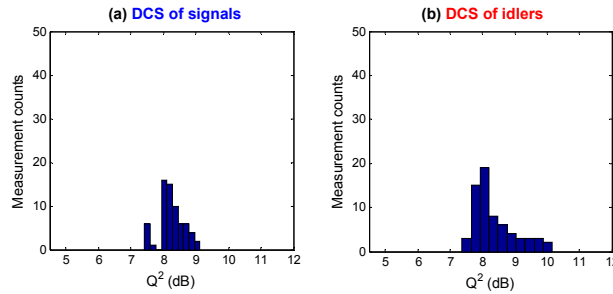 (a) DCS of signals
50
40
30
20
10
0
Measurement counts
5 6 7 8 9 10 11 12
Q² (dB)
(b) DCS of idlers
50
40
30
20
10
0
Measurement counts
5 6 7 8 9 10 11 12
Q² (dB)